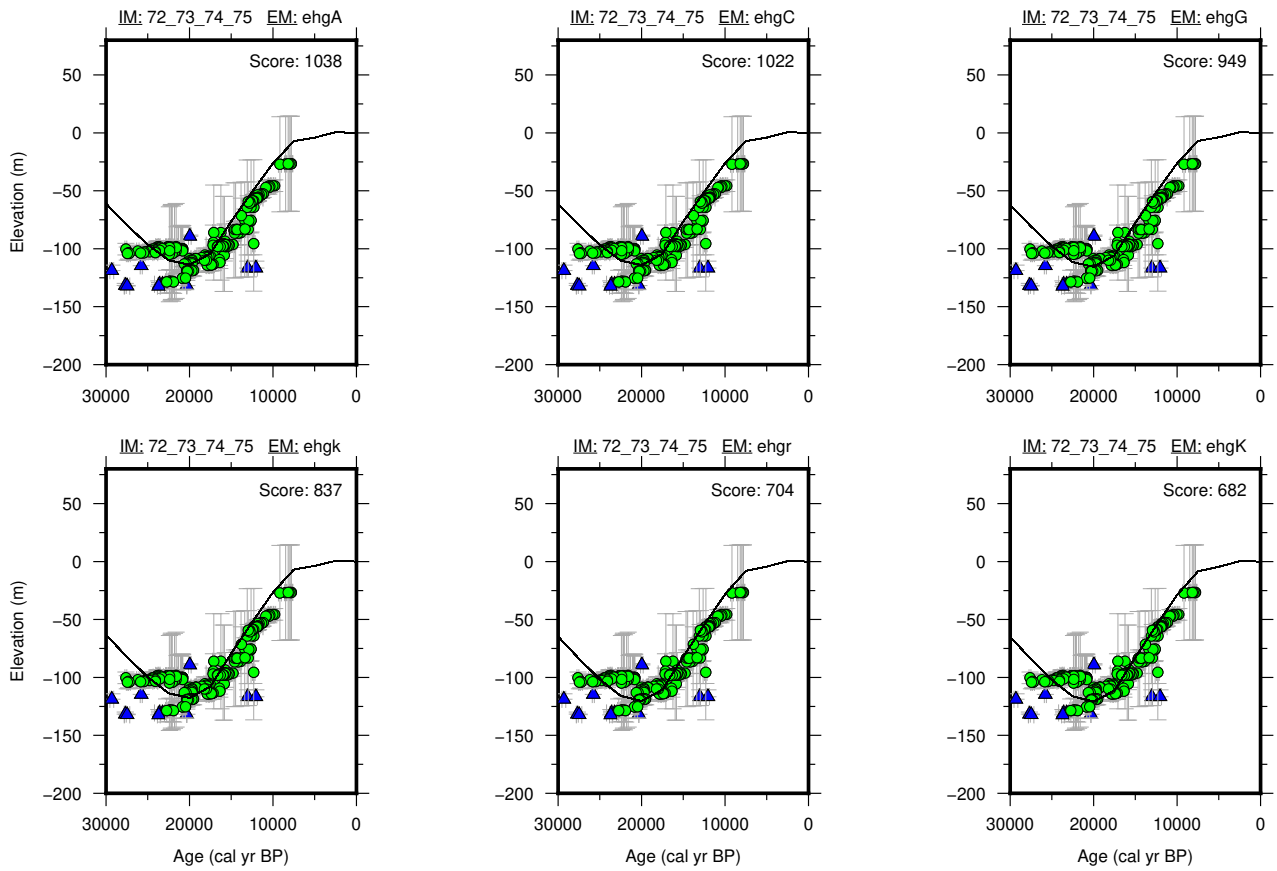 IM: 72_73_74_75 EM: ehgA
IM: 72_73_74_75 EM: ehgC
IM: 72_73_74_75 EM: ehgG
Score: 1038
Score: 1022
Score: 949
50
0
−50
−100
−150
−200
Elevation (m)
50
0
−50
−100
−150
−200
50
0
−50
−100
−150
−200
30000 20000 10000 0
30000 20000 10000 0
30000 20000 10000 0
IM: 72_73_74_75 EM: ehgk
IM: 72_73_74_75 EM: ehgr
IM: 72_73_74_75 EM: ehgK
Score: 837
Score: 704
Score: 682
50
0
−50
−100
−150
−200
Elevation (m)
50
0
−50
−100
−150
−200
50
0
−50
−100
−150
−200
30000 20000 10000 0
30000 20000 10000 0
30000 20000 10000 0
Age (cal yr BP)
Age (cal yr BP)
Age (cal yr BP)